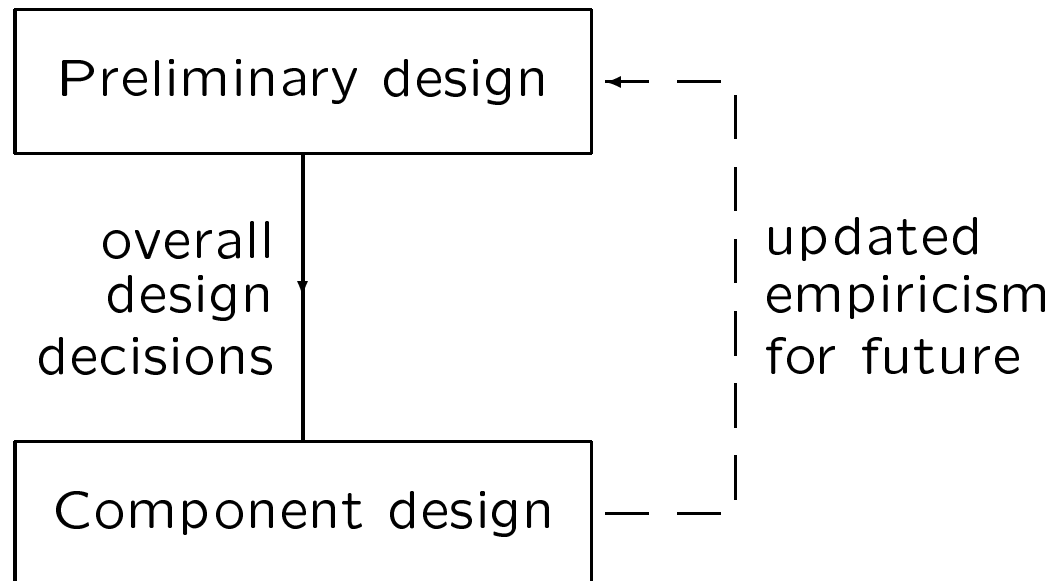 Preliminary design
overall
design
decisions
updated
empiricism
for future
Component design